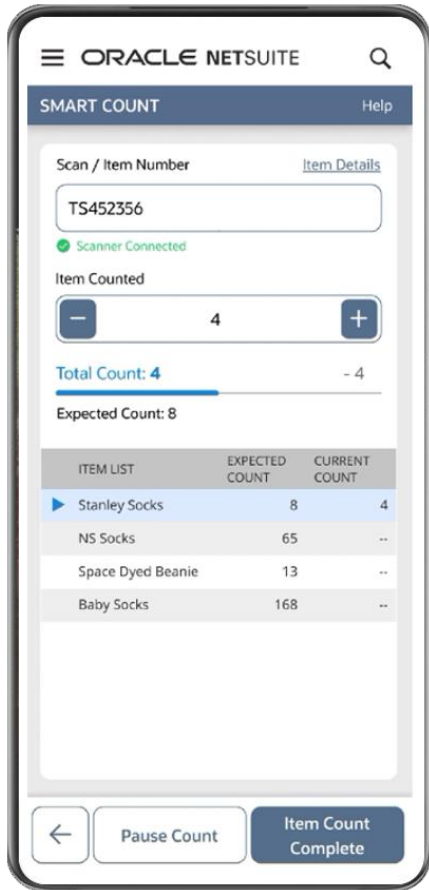 ORACLE NETSUITE
SMART COUNT Help
Scan / Item Number Item Details
TS452356
Scanner Connected
Item Counted
− 4 +
Total Count: 4 - 4
Expected Count: 8
ITEM LIST EXPECTED COUNT CURRENT COUNT
Stanley Socks 8 4
NS Socks 65 --
Space Dyed Beanie 13 --
Baby Socks 168 --
Pause Count Item Count Complete